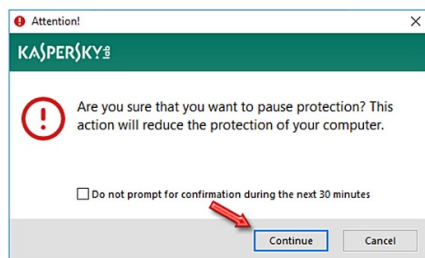 Attention!
KASPERSKY lab
Are you sure that you want to pause protection? This
action will reduce the protection of your computer.
Do not prompt for confirmation during the next 30 minutes
Continue Cancel